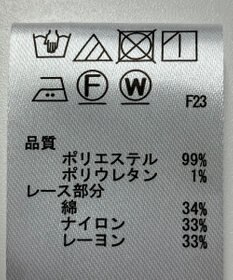 F W F23
品質
ポリエステル 99%
ポリウレタン 1%
レース部分
綿 34%
ナイロン 33%
レーヨン 33%